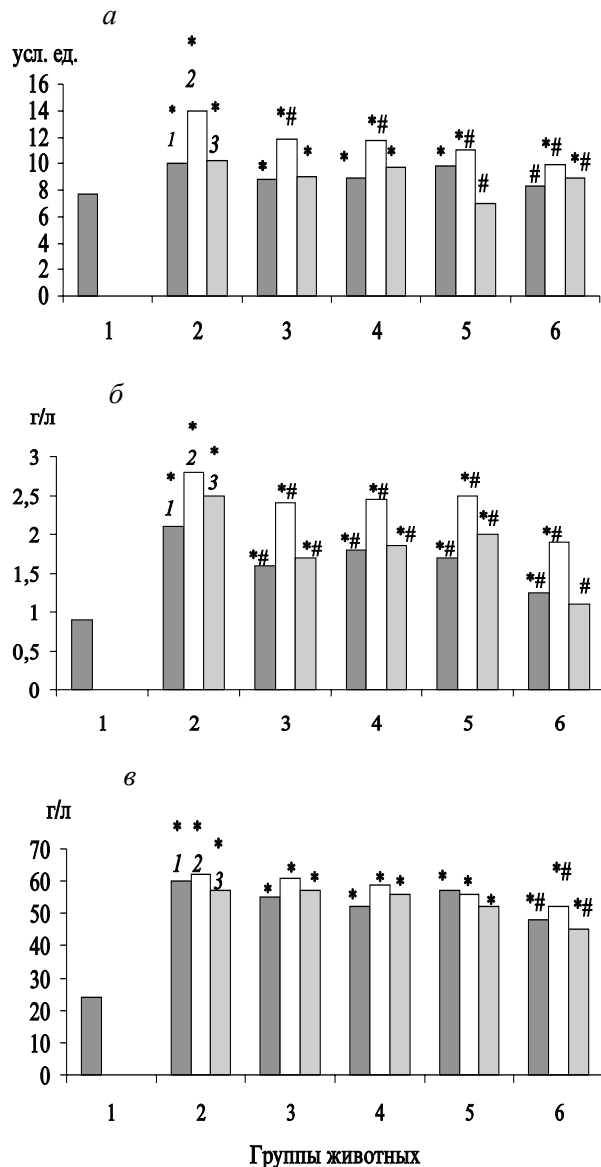 а
усл. ед.
*
16 2
14 * *
12 1 3 *# *# *#
10 * * * * * # *# *#
8 #
6
4
2
0
1 2 3 4 5 6
б
г/л
*
3 * 2 *
2,5 1 3 *# *# *#
2 *# *# *# *# *# *# *#
1,5 *# #
1
0,5
0
1 2 3 4 5 6
в
г/л
* * *
70 1 2 3 * * *#
60 * * * * * * *# *#
50
40
30
20
10
0
1 2 3 4 5 6
Группы животных